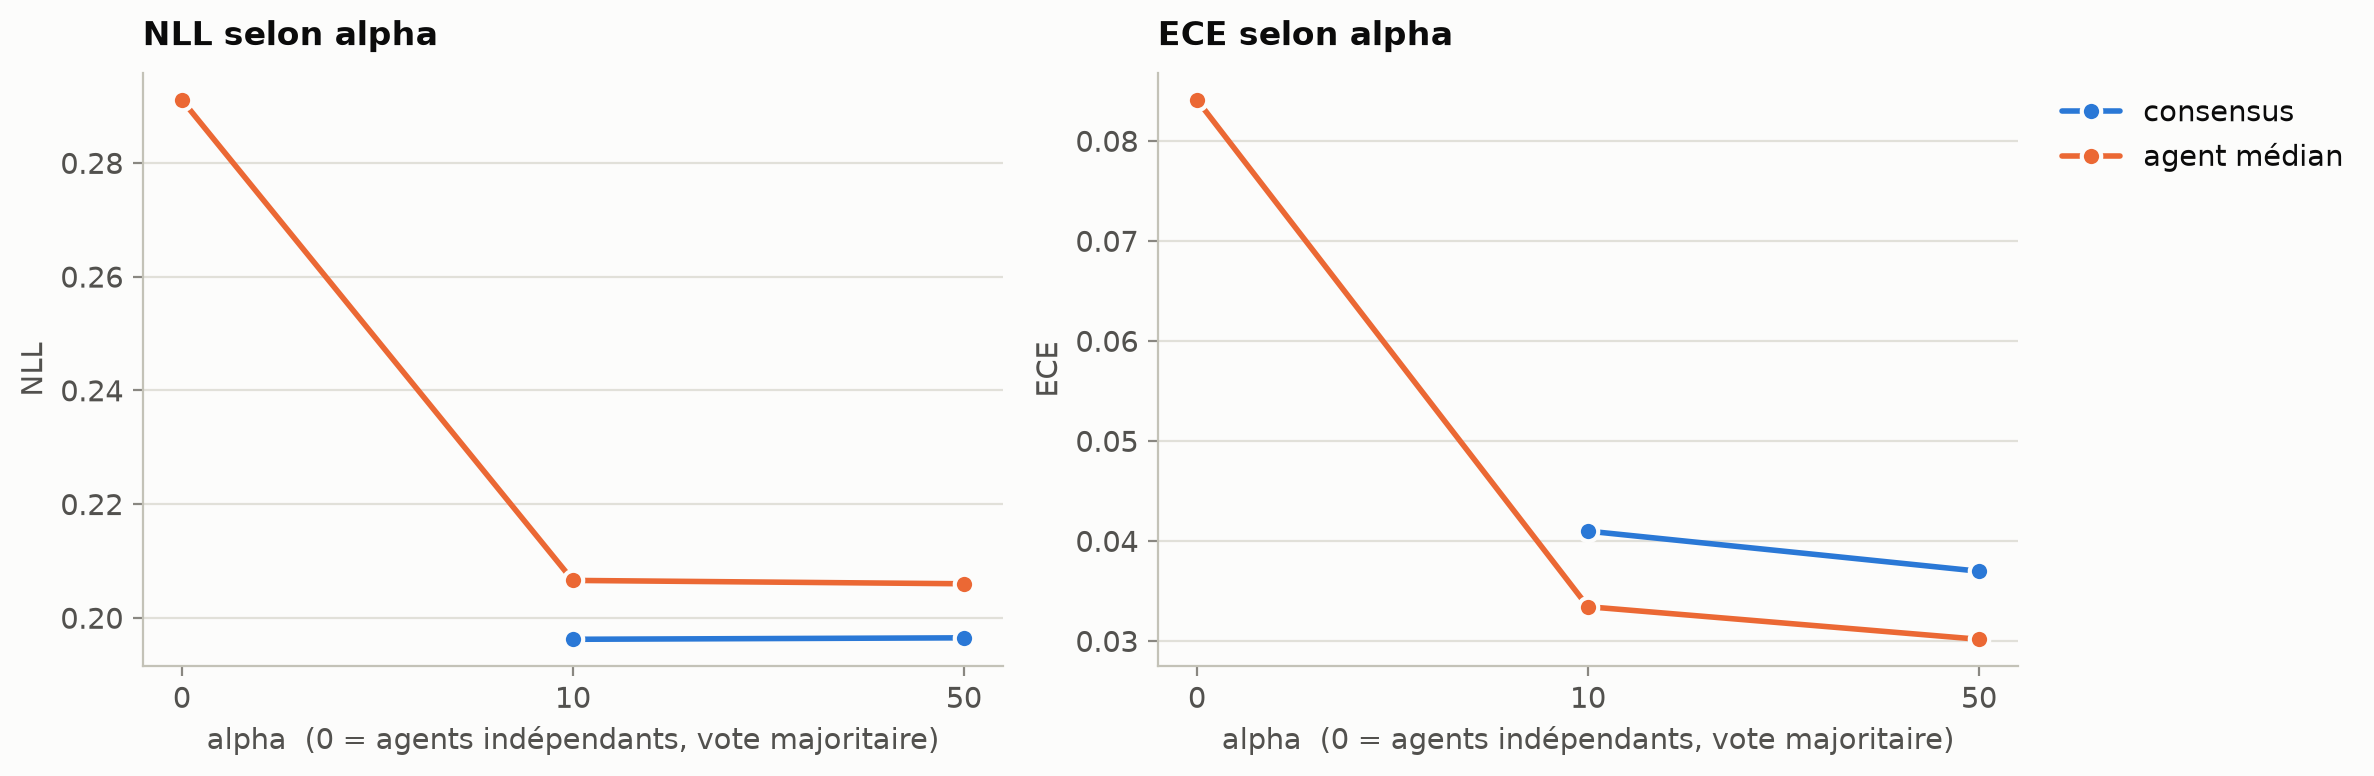 NLL selon alpha
NLL
0.28
0.26
0.24
0.22
0.20
0
10
50
alpha  (0 = agents indépendants, vote majoritaire)
ECE selon alpha
ECE
0.08
0.07
0.06
0.05
0.04
0.03
0
10
50
alpha  (0 = agents indépendants, vote majoritaire)
consensus
agent médian